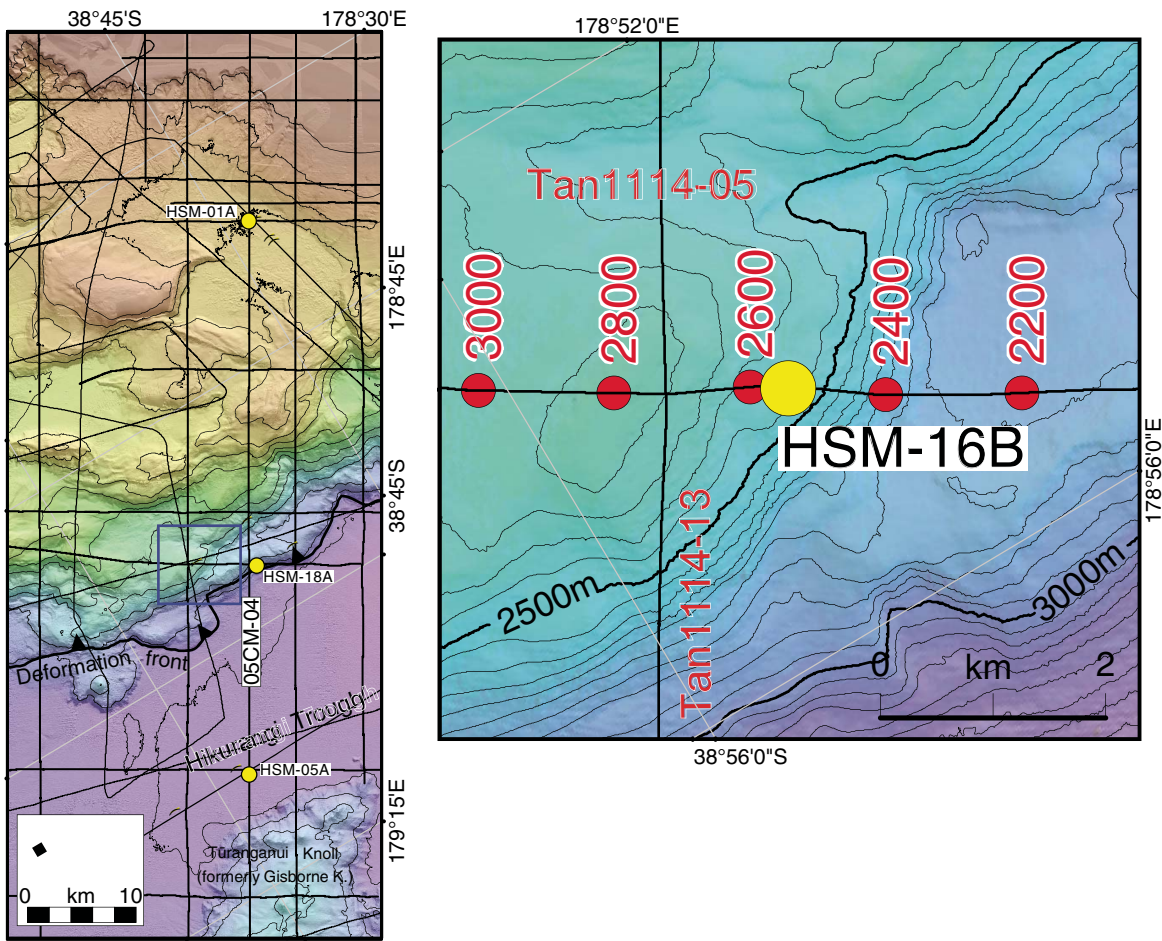 38°45'S
178°30'E
HSM-01A
178°45'E
38°45'S
HSM-18A
05CM-04
Deformation front
Hikurangi Trough
HSM-05A
179°15'E
Tūranganui Knoll
(formerly Gisborne K.)
0 km 10
178°52'0"E
Tan1114-05
3000
2800
2600
2400
2200
HSM-16B
178°56'0"E
Tan1114-13
2500m
3000m
0 km 2
38°56'0"S